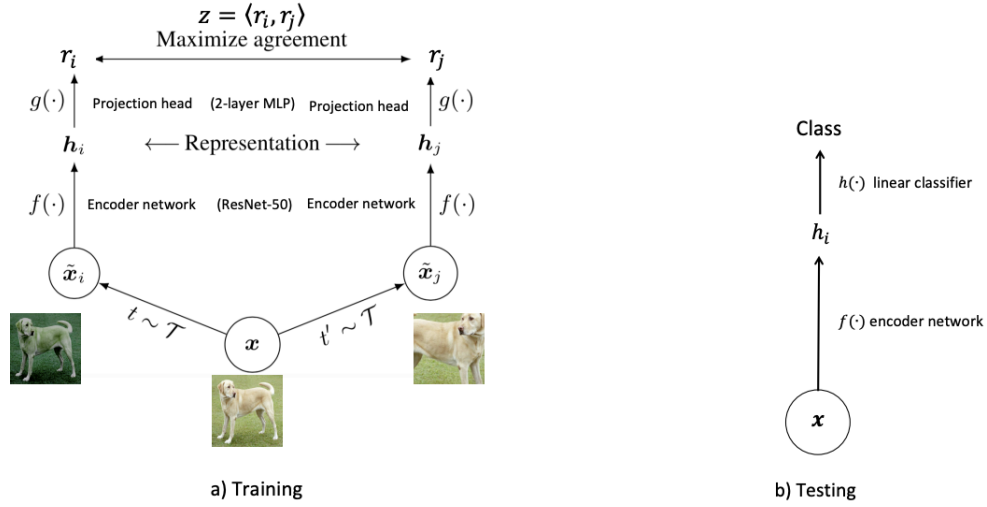 z = ⟨r_i, r_j⟩
Maximize agreement
r_i r_j
g(·) Projection head (2-layer MLP) Projection head g(·)
h_i ⟵ Representation ⟶ h_j
f(·) Encoder network (ResNet-50) Encoder network f(·)
x̃_i x̃_j
t ∼ 𝒯 t′ ∼ 𝒯
x
a) Training
Class
h(·) linear classifier
h_i
f(·) encoder network
x
b) Testing